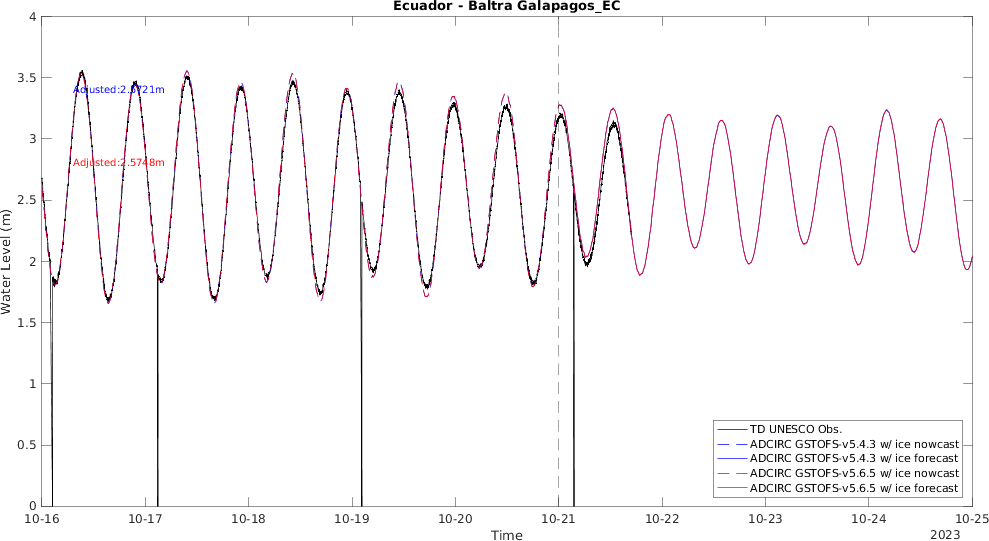 Ecuador - Baltra Galapagos_EC
4
3.5
3
2.5
2
1.5
1
0.5
0
Water Level (m)
Adjusted:2.5748m
TD UNESCO Obs.
ADCIRC GSTOFS-v5.4.3 w/ ice nowcast
ADCIRC GSTOFS-v5.4.3 w/ ice forecast
ADCIRC GSTOFS-v5.6.5 w/ ice nowcast
ADCIRC GSTOFS-v5.6.5 w/ ice forecast
10-16 10-17 10-18 10-19 10-20 10-21 10-22 10-23 10-24 10-25
Time
2023